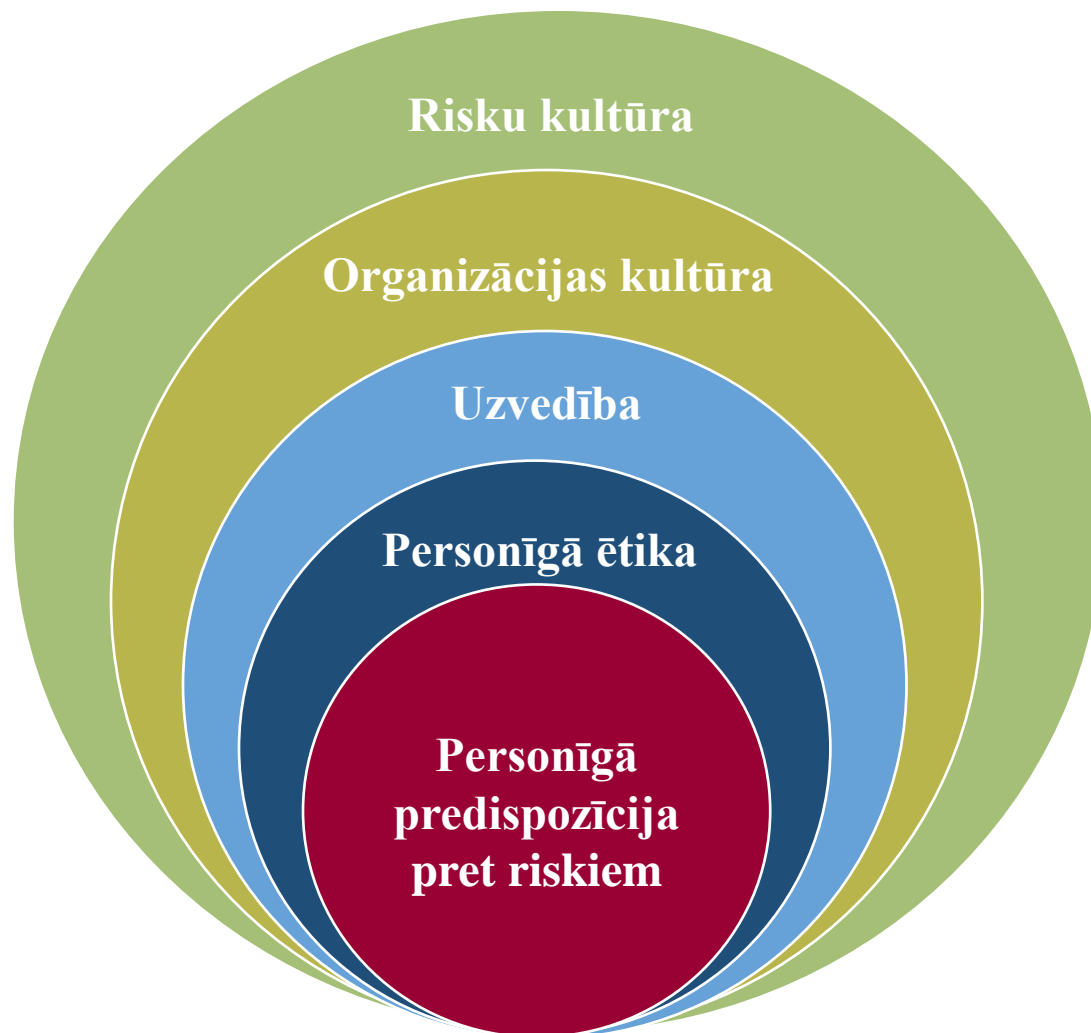 Risku kultūra
Organizācijas kultūra
Uzvedība
Personīgā ētika
Personīgā
predispozīcija
pret riskiem